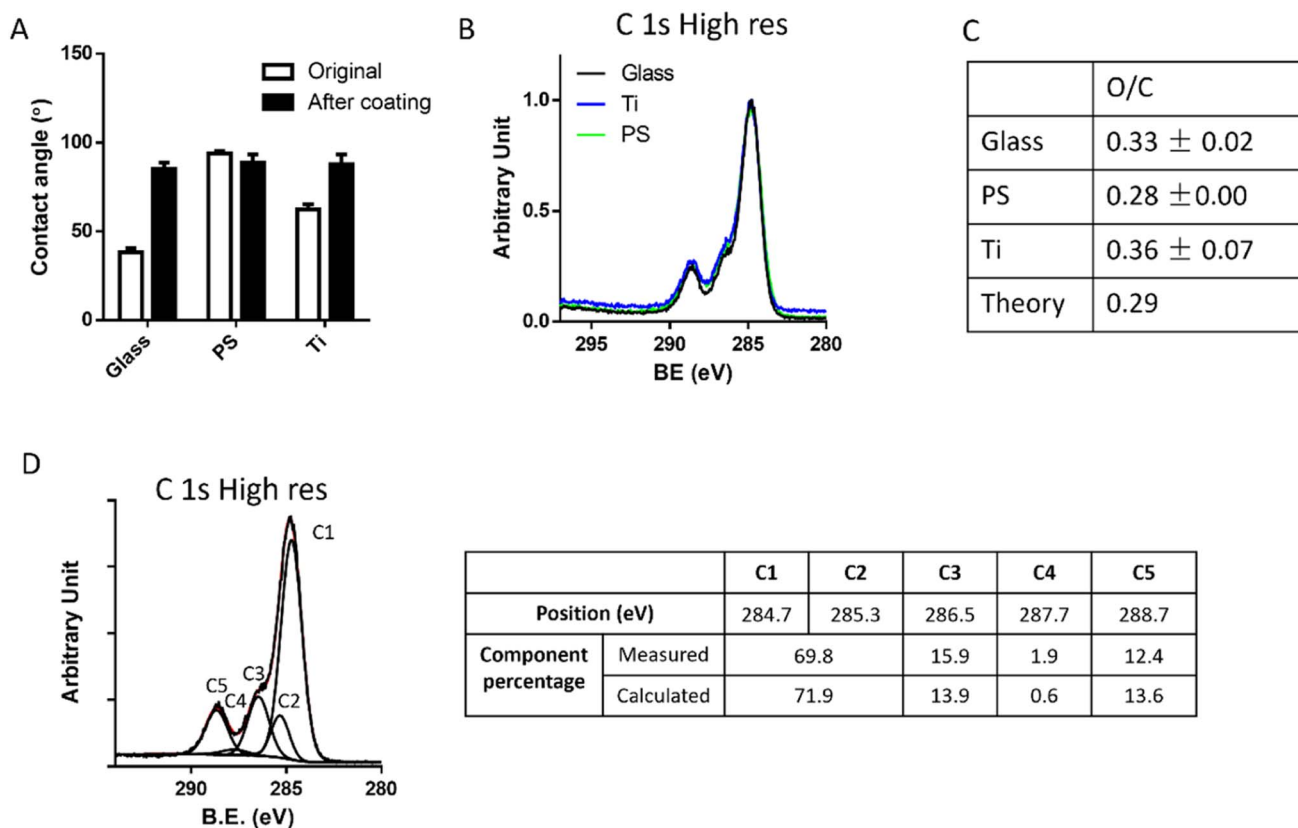 A
150
100
50
0
Contact angle (°)
Original
After coating
Glass
PS
Ti
B
C 1s High res
Glass
Ti
PS
1.0
0.5
0.0
Arbitrary Unit
295
290
285
280
BE (eV)
C
O/C
Glass 0.33 ± 0.02
PS 0.28 ±0.00
Ti 0.36 ± 0.07
Theory 0.29
D
C 1s High res
C1
C3
C5
C4
C2
Arbitrary Unit
290
285
280
B.E. (eV)
C1 C2 C3 C4 C5
Position (eV) 284.7 285.3 286.5 287.7 288.7
Component percentage
Measured 69.8 15.9 1.9 12.4
Calculated 71.9 13.9 0.6 13.6